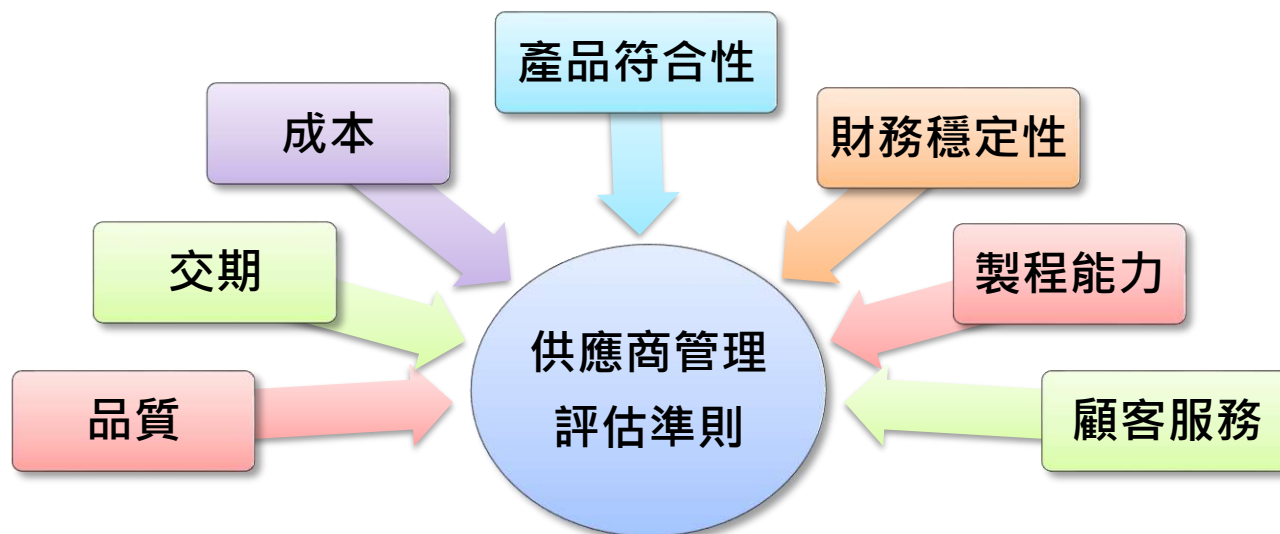 產品符合性
成本
財務穩定性
交期
製程能力
供應商管理
評估準則
品質
顧客服務